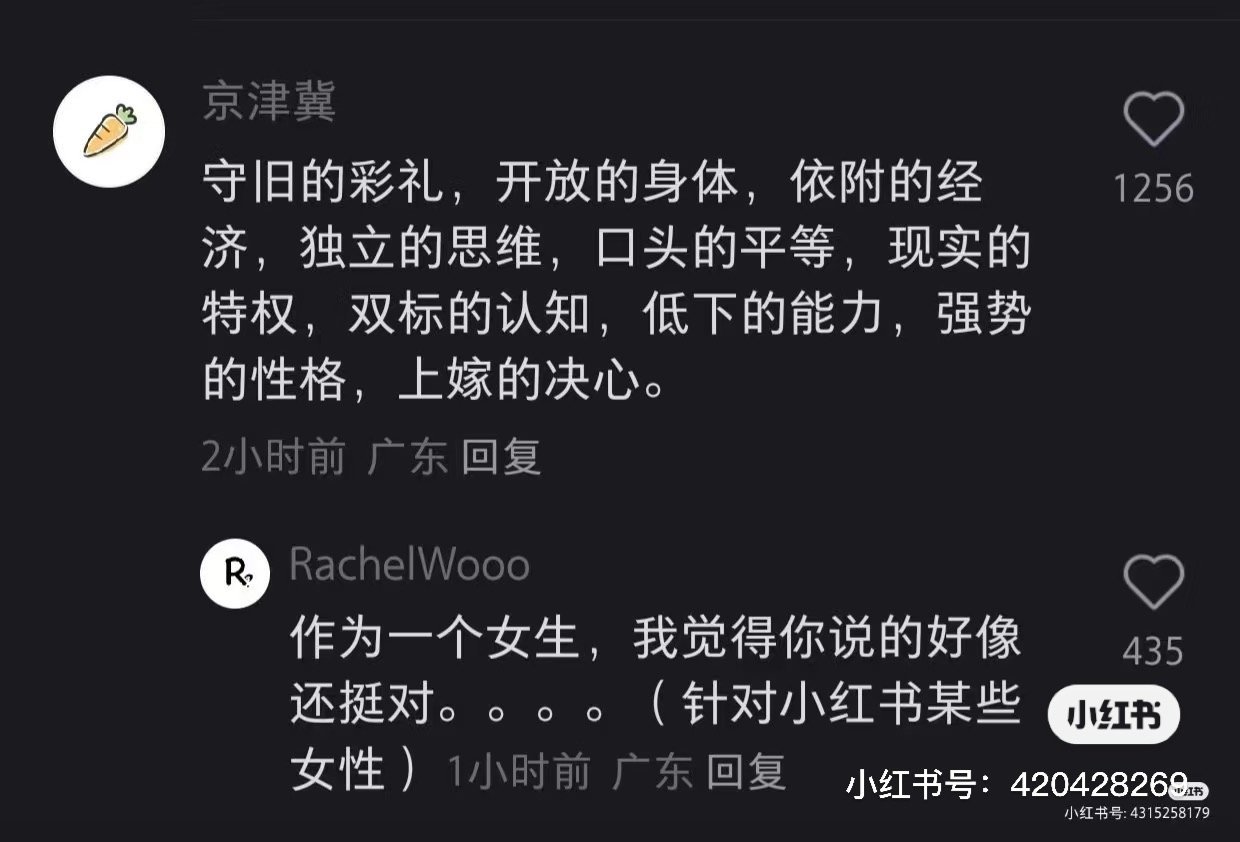 京津冀
守旧的彩礼，开放的身体，依附的经
济，独立的思维，口头的平等，现实的
特权，双标的认知，低下的能力，强势
的性格，上嫁的决心。
1256
2小时前 广东 回复
R
RachelWooo
作为一个女生，我觉得你说的好像
还挺对。。。。（针对小红书某些
女性）1小时前 广东 回复
435
小红书
小红书号：420428269
小红书
小红书号: 4315258179